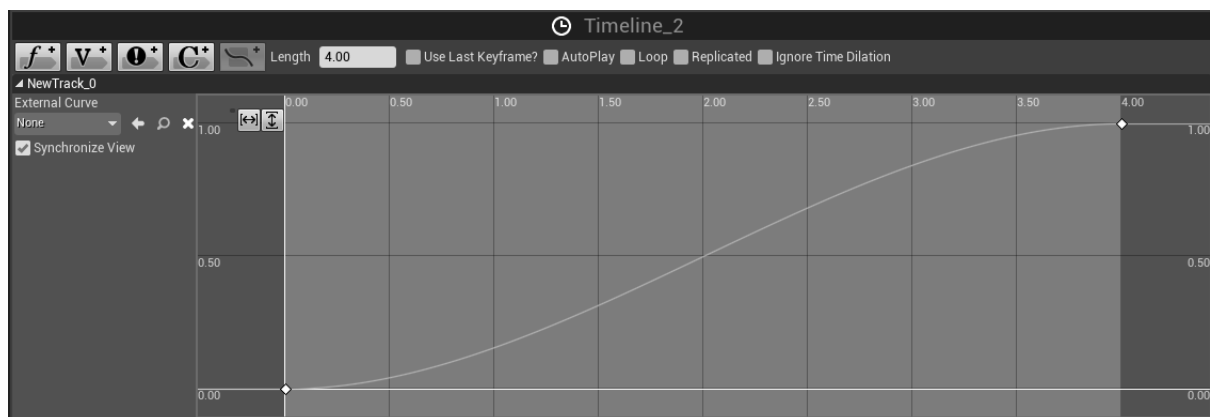 Timeline_2
f+ V+ !+ C+ + Length 4.00 Use Last Keyframe? AutoPlay Loop Replicated Ignore Time Dilation
NewTrack_0
External Curve
None
Synchronize View
0.00 0.50 1.00 1.50 2.00 2.50 3.00 3.50 4.00
1.00 1.00
0.50 0.50
0.00 0.00